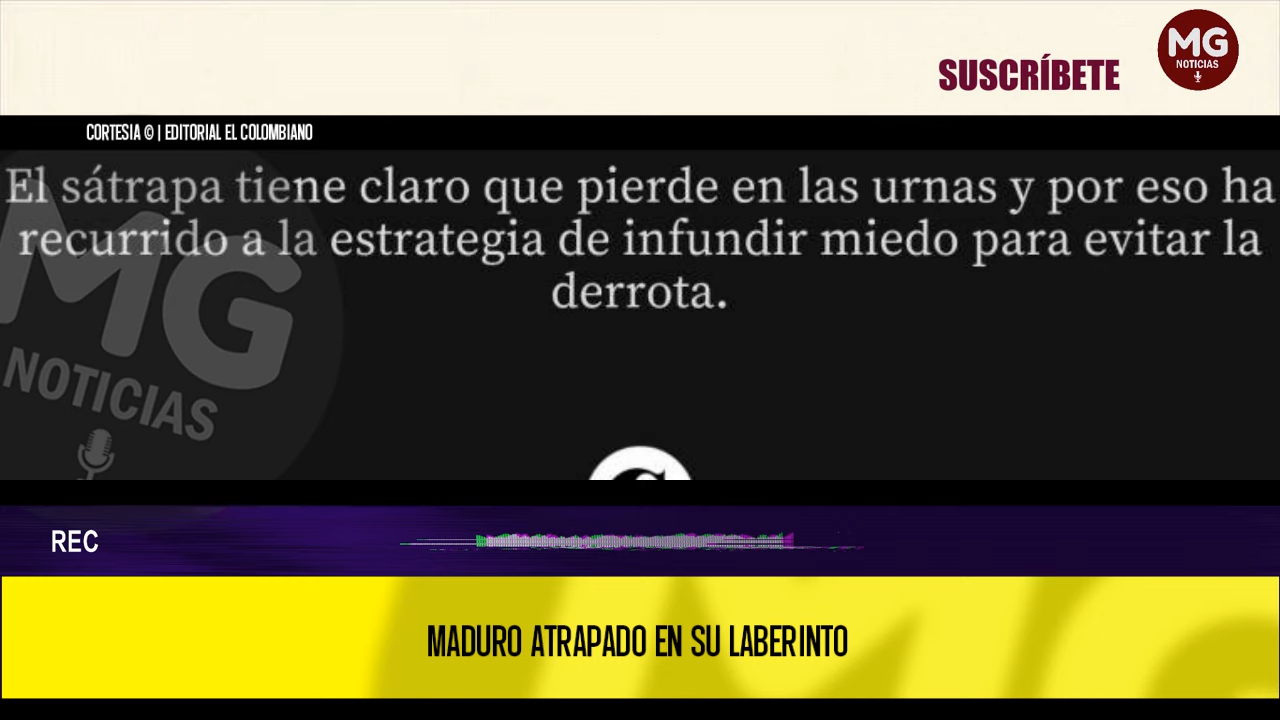 SUSCRÍBETE
MG
NOTICIAS
CORTESIA © | EDITORIAL EL COLOMBIANO
El sátrapa tiene claro que pierde en las urnas y por eso ha
recurrido a la estrategia de infundir miedo para evitar la
derrota.
MG
NOTICIAS
REC
MADURO ATRAPADO EN SU LABERINTO